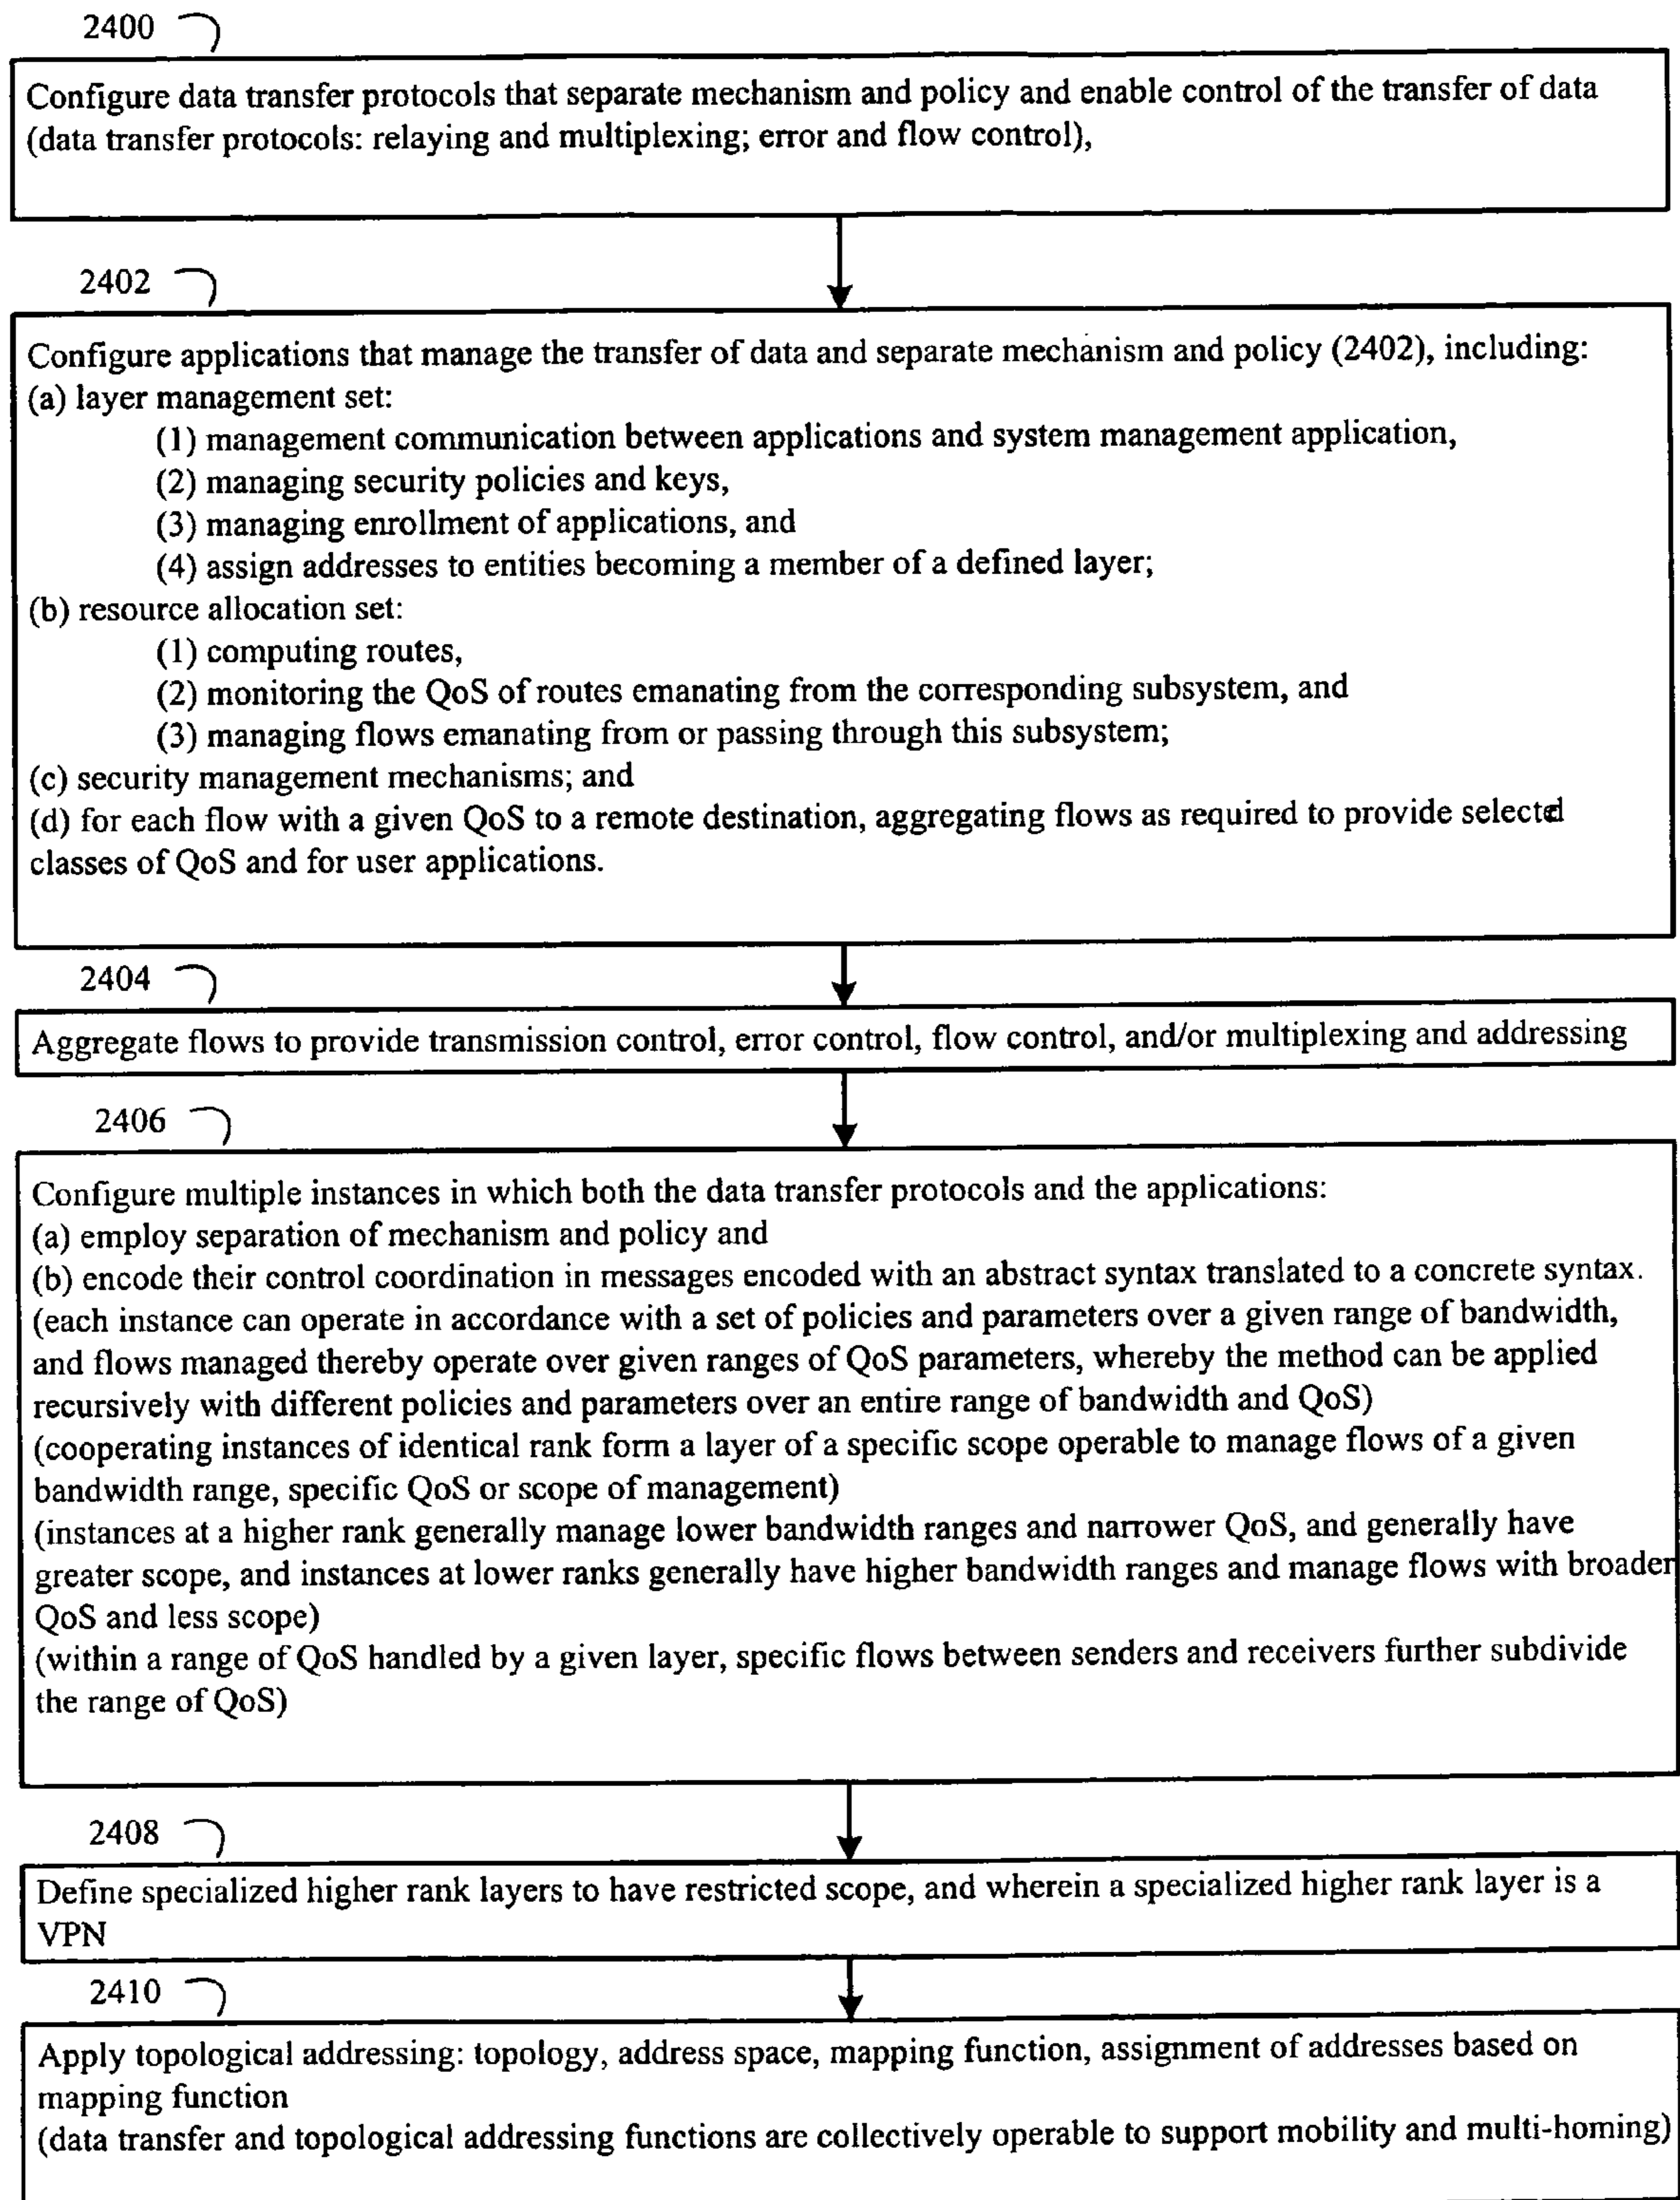 2400
Configure data transfer protocols that separate mechanism and policy and enable control of the transfer of data
(data transfer protocols: relaying and multiplexing; error and flow control),
2402
Configure applications that manage the transfer of data and separate mechanism and policy (2402), including:
(a) layer management set:
(1) management communication between applications and system management application,
(2) managing security policies and keys,
(3) managing enrollment of applications, and
(4) assign addresses to entities becoming a member of a defined layer;
(b) resource allocation set:
(1) computing routes,
(2) monitoring the QoS of routes emanating from the corresponding subsystem, and
(3) managing flows emanating from or passing through this subsystem;
(c) security management mechanisms; and
(d) for each flow with a given QoS to a remote destination, aggregating flows as required to provide selectd
classes of QoS and for user applications.
2404
Aggregate flows to provide transmission control, error control, flow control, and/or multiplexing and addressing
2406
Configure multiple instances in which both the data transfer protocols and the applications:
(a) employ separation of mechanism and policy and
(b) encode their control coordination in messages encoded with an abstract syntax translated to a concrete syntax.
(each instance can operate in accordance with a set of policies and parameters over a given range of bandwidth,
and flows managed thereby operate over given ranges of QoS parameters, whereby the method can be applied
recursively with different policies and parameters over an entire range of bandwidth and QoS)
(cooperating instances of identical rank form a layer of a specific scope operable to manage flows of a given
bandwidth range, specific QoS or scope of management)
(instances at a higher rank generally manage lower bandwidth ranges and narrower QoS, and generally have
greater scope, and instances at lower ranks generally have higher bandwidth ranges and manage flows with broader
QoS and less scope)
(within a range of QoS handled by a given layer, specific flows between senders and receivers further subdivide
the range of QoS)
2408
Define specialized higher rank layers to have restricted scope, and wherein a specialized higher rank layer is a
VPN
2410
Apply topological addressing: topology, address space, mapping function, assignment of addresses based on
mapping function
(data transfer and topological addressing functions are collectively operable to support mobility and multi-homing)